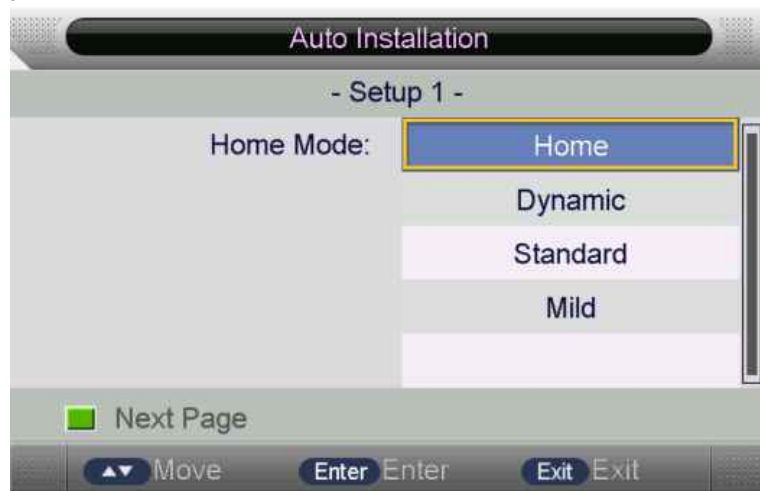 Auto Installation
- Setup 1 -
Home Mode: Home
Dynamic
Standard
Mild
Next Page
Move Enter Enter Exit Exit